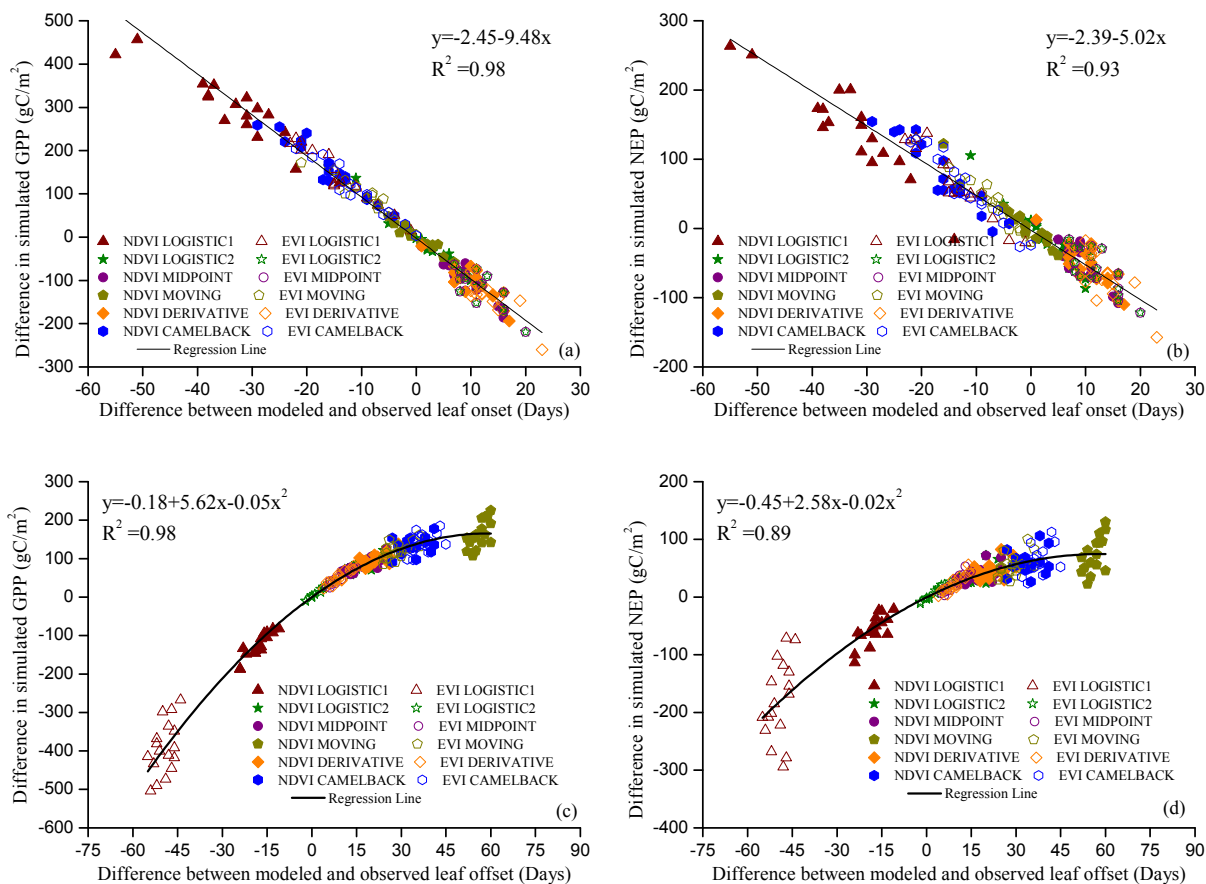 y=-2.45-9.48x
R² =0.98
500
400
300
200
100
0
-100
-200
-300
Difference in simulated GPP (gC/m²)
NDVI LOGISTIC1
EVI LOGISTIC1
NDVI LOGISTIC2
EVI LOGISTIC2
NDVI MIDPOINT
EVI MIDPOINT
NDVI MOVING
EVI MOVING
NDVI DERIVATIVE
EVI DERIVATIVE
NDVI CAMELBACK
EVI CAMELBACK
Regression Line
(a)
-60 -50 -40 -30 -20 -10 0 10 20 30
Difference between modeled and observed leaf onset (Days)
y=-2.39-5.02x
R² =0.93
300
200
100
0
-100
-200
Difference in simulated NEP (gC/m²)
NDVI LOGISTIC1
EVI LOGISTIC1
NDVI LOGISTIC2
EVI LOGISTIC2
NDVI MIDPOINT
EVI MIDPOINT
NDVI MOVING
EVI MOVING
NDVI DERIVATIVE
EVI DERIVATIVE
NDVI CAMELBACK
EVI CAMELBACK
Regression Line
(b)
-60 -50 -40 -30 -20 -10 0 10 20 30
Difference between modeled and observed leaf onset (Days)
y=-0.18+5.62x-0.05x²
R² =0.98
300
200
100
0
-100
-200
-300
-400
-500
-600
Difference in simulated GPP (gC/m²)
NDVI LOGISTIC1
EVI LOGISTIC1
NDVI LOGISTIC2
EVI LOGISTIC2
NDVI MIDPOINT
EVI MIDPOINT
NDVI MOVING
EVI MOVING
NDVI DERIVATIVE
EVI DERIVATIVE
NDVI CAMELBACK
EVI CAMELBACK
Regression Line
(c)
-75 -60 -45 -30 -15 0 15 30 45 60 75 90
Difference between modeled and observed leaf offset (Days)
y=-0.45+2.58x-0.02x²
R² =0.89
200
100
0
-100
-200
-300
-400
Difference in simulated NEP (gC/m²)
NDVI LOGISTIC1
EVI LOGISTIC1
NDVI LOGISTIC2
EVI LOGISTIC2
NDVI MIDPOINT
EVI MIDPOINT
NDVI MOVING
EVI MOVING
NDVI DERIVATIVE
EVI DERIVATIVE
NDVI CAMELBACK
EVI CAMELBACK
Regression Line
(d)
-75 -60 -45 -30 -15 0 15 30 45 60 75 90
Difference between modeled and observed leaf offset (Days)